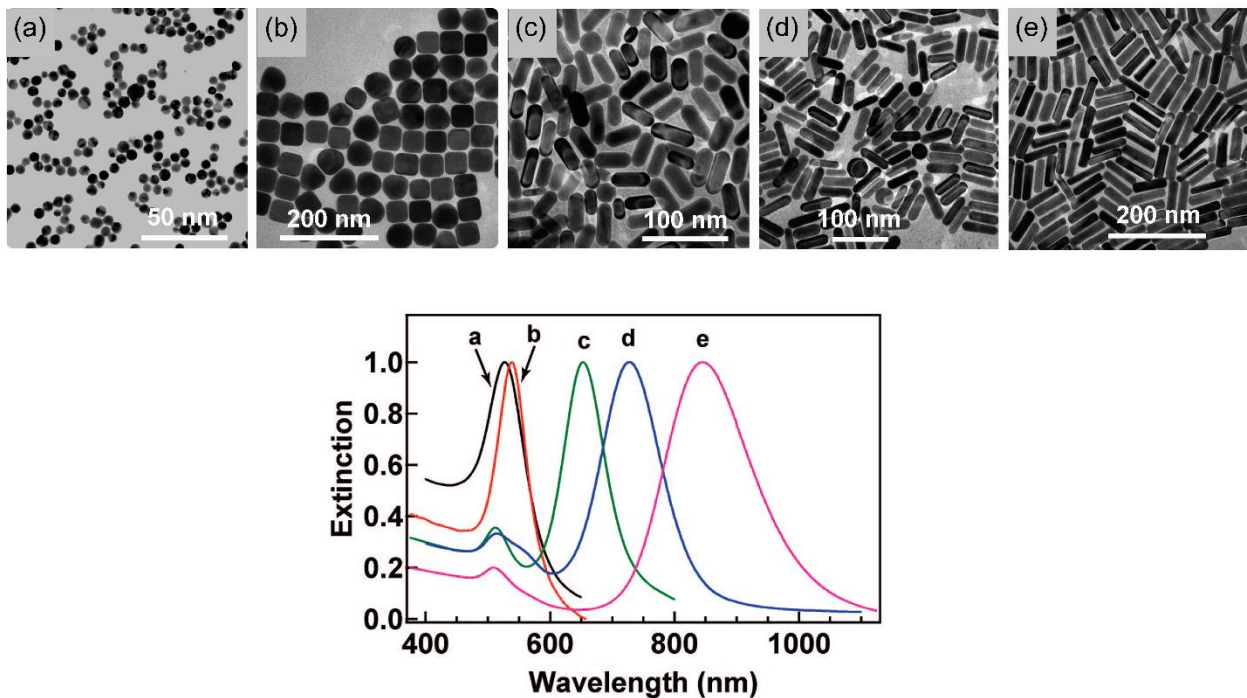 (a) (b) (c) (d) (e)
50 nm 200 nm 100 nm 100 nm 200 nm
a b c d e
1.0
0.8
0.6
0.4
0.2
0.0
Extinction
400 600 800 1000
Wavelength (nm)